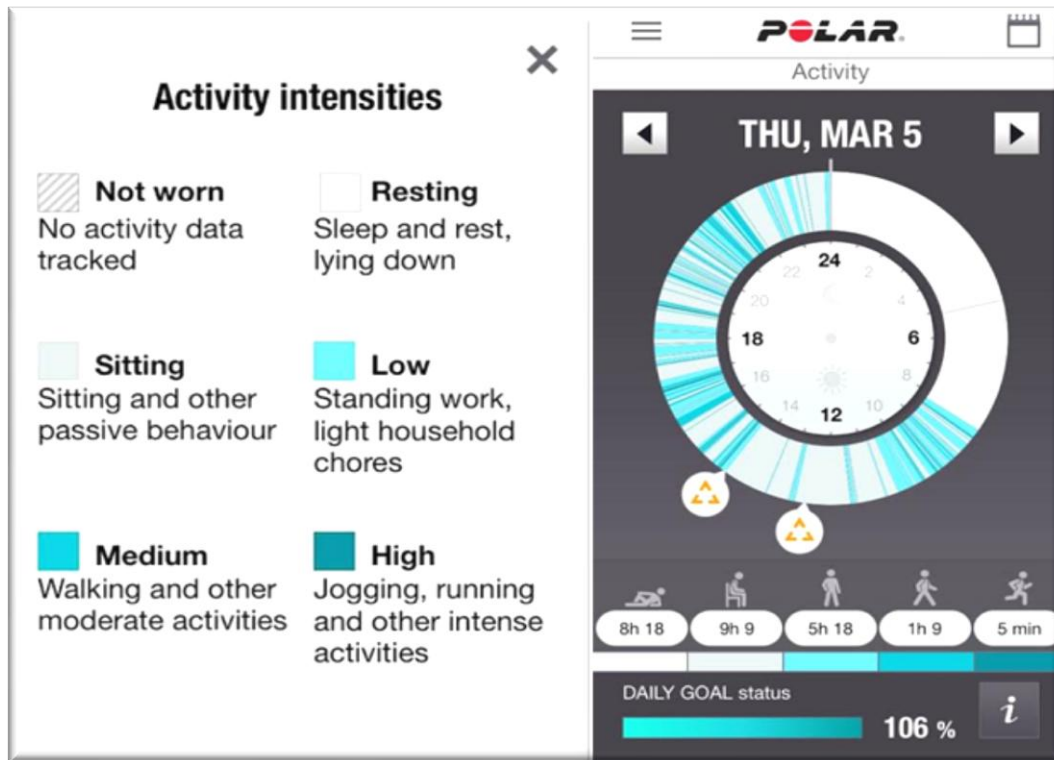 Activity intensities
Not worn
No activity data
tracked
Resting
Sleep and rest,
lying down
Sitting
Sitting and other
passive behaviour
Low
Standing work,
light household
chores
Medium
Walking and other
moderate activities
High
Jogging, running
and other intense
activities
POLAR.
Activity
THU, MAR 5
24
2
4
6
8
10
12
14
16
18
20
22
8h 18
9h 9
5h 18
1h 9
5 min
DAILY GOAL status
106 %
i